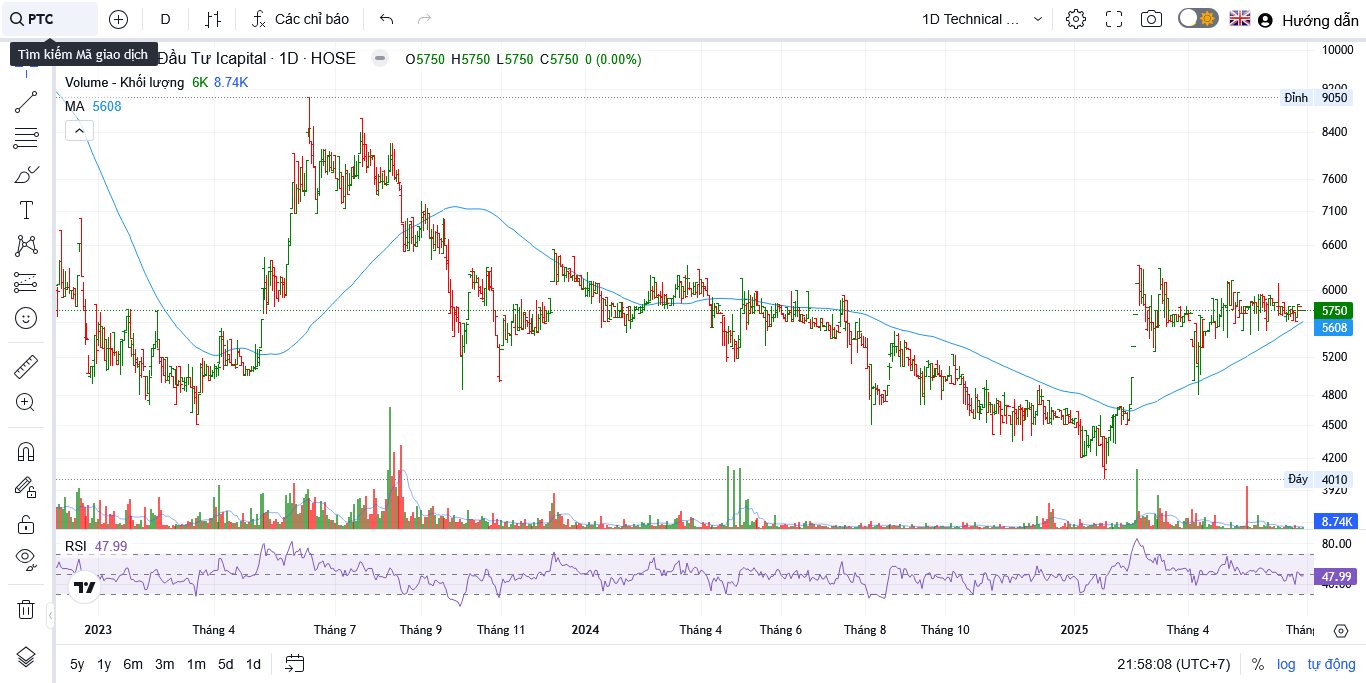 PTC
D
Các chỉ báo
1D Technical ...
Hướng dẫn
Tìm kiếm Mã giao dịch
Đầu Tư Icapital · 1D · HOSE
O5750 H5750 L5750 C5750 0 (0.00%)
Volume - Khối lượng 6K 8.74K
MA 5608
10000
Đỉnh 9050
8400
7600
7100
6600
6000
5750
5608
5200
4800
4500
4200
Đáy 4010
3920
8.74K
RSI 47.99
80.00
47.99
2023 Tháng 4 Tháng 7 Tháng 9 Tháng 11 2024 Tháng 4 Tháng 6 Tháng 8 Tháng 10 2025 Tháng 4
5y 1y 6m 3m 1m 5d 1d
21:58:08 (UTC+7) % log tự động